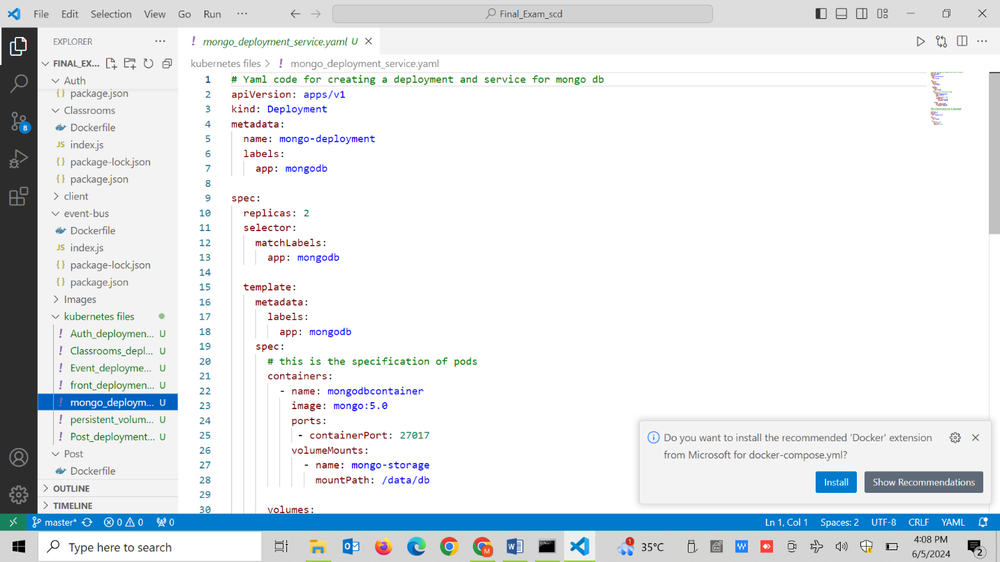 File Edit Selection View Go Run ··· Final_Exam_scd
EXPLORER ···
FINAL_EX...
Auth
{} package.json
Classrooms
Dockerfile
JS index.js
{} package-lock.json
{} package.json
client
event-bus
Dockerfile
JS index.js
{} package-lock.json
{} package.json
Images
kubernetes files
! Auth_deploymen... U
! Classrooms_depl... U
! Event_deployme... U
! front_deploymen... U
! mongo_deploym... U
! persistent_volum... U
! Post_deployment... U
Post
Dockerfile
OUTLINE
TIMELINE
8
! mongo_deployment_service.yaml U
kubernetes files > ! mongo_deployment_service.yaml
1 # Yaml code for creating a deployment and service for mongo db
2 apiVersion: apps/v1
3 kind: Deployment
4 metadata:
5 name: mongo-deployment
6 labels:
7 app: mongodb
8
9 spec:
10 replicas: 2
11 selector:
12 matchLabels:
13 app: mongodb
14
15 template:
16 metadata:
17 labels:
18 app: mongodb
19 spec:
20 # this is the specification of pods
21 containers:
22 - name: mongodbcontainer
23 image: mongo:5.0
24 ports:
25 - containerPort: 27017
26 volumeMounts:
27 - name: mongo-storage
28 mountPath: /data/db
29
30 volumes:
Do you want to install the recommended 'Docker' extension
from Microsoft for docker-compose.yml?
Install Show Recommendations
master* 0 0 0 Ln 1, Col 1 Spaces: 2 UTF-8 CRLF YAML
Type here to search
M
W
1
35°C
W
4:08 PM
6/5/2024
2